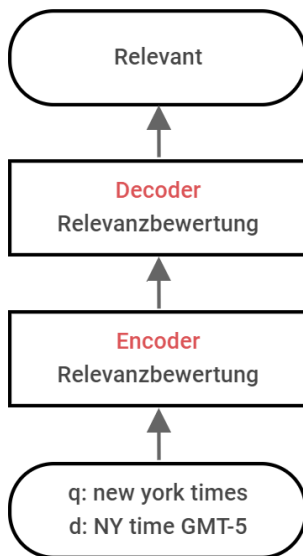 Relevant
Decoder
Relevanzbewertung
Encoder
Relevanzbewertung
q: new york times
d: NY time GMT-5